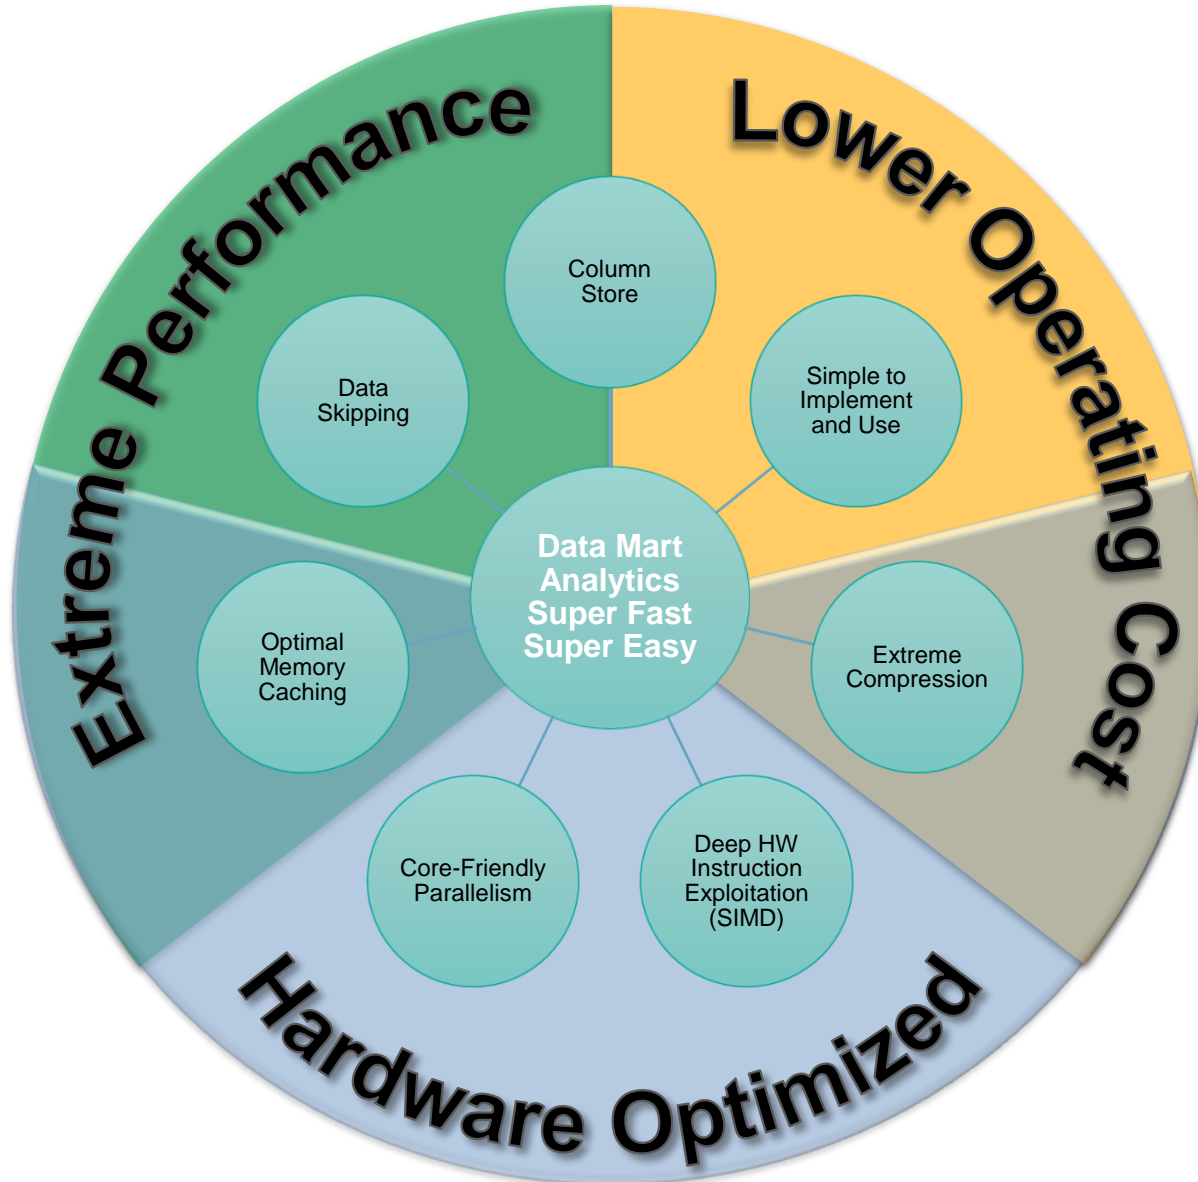 Extreme Performance
Lower Operating Cost
Column
Store
Data
Skipping
Simple to
Implement
and Use
Data Mart
Analytics
Super Fast
Super Easy
Optimal
Memory
Caching
Extreme
Compression
Core-Friendly
Parallelism
Deep HW
Instruction
Exploitation
(SIMD)
Hardware Optimized